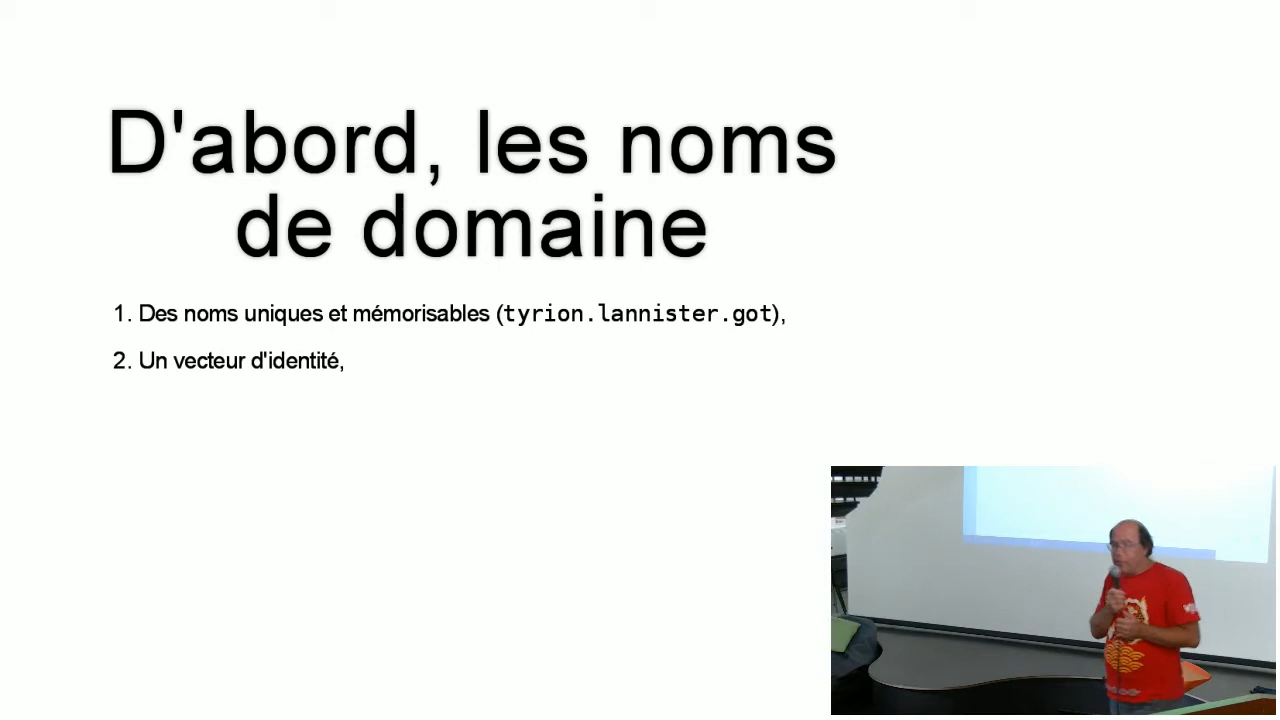 D'abord, les noms
de domaine
1. Des noms uniques et mémorisables (tyrion.lannister.got),
2. Un vecteur d'identité,